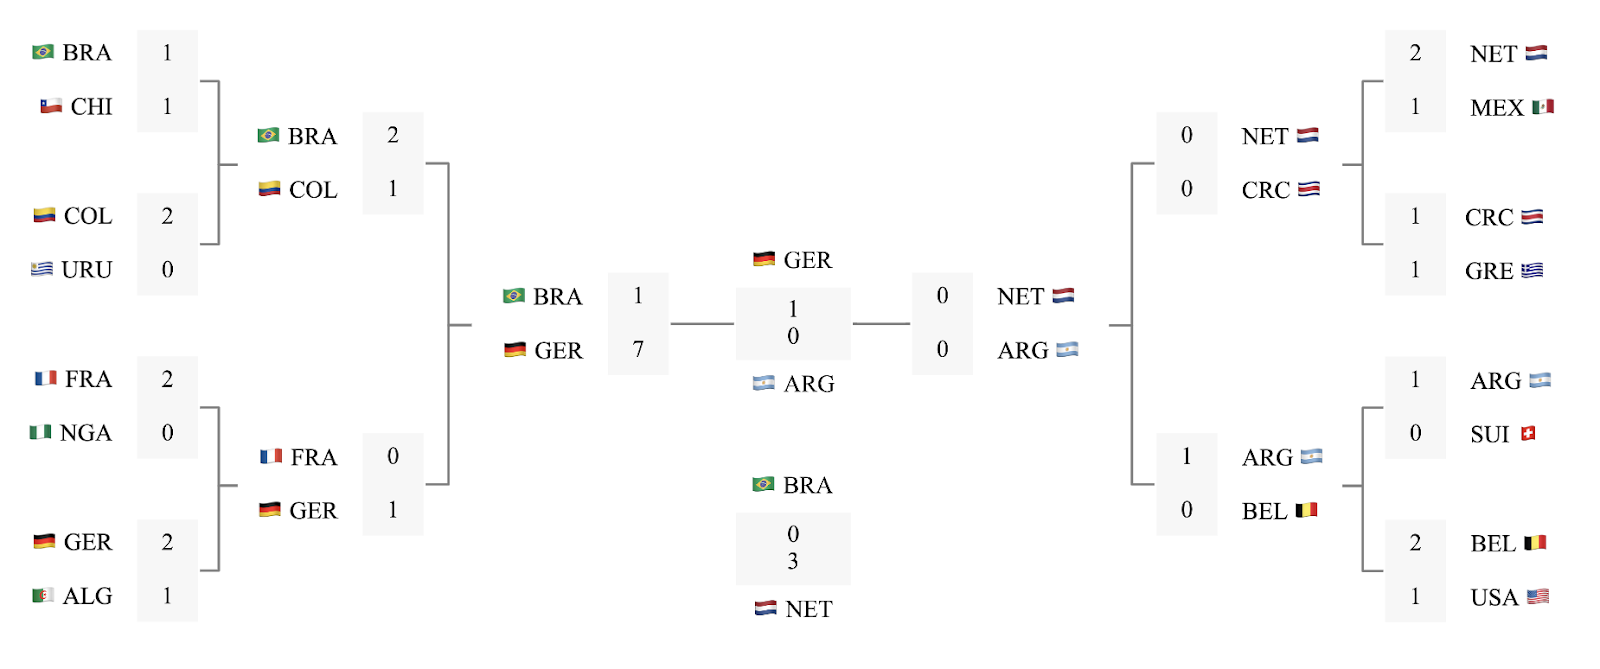 BRA 1
CHI 1
COL 2
URU 0
FRA 2
NGA 0
GER 2
ALG 1
BRA 2
COL 1
FRA 0
GER 1
BRA 1
GER 7
GER
1
0
ARG
BRA
0
3
NET
0 NET
0 ARG
0 NET
0 CRC
1 ARG
0 BEL
2 NET
1 MEX
1 CRC
1 GRE
1 ARG
0 SUI
2 BEL
1 USA